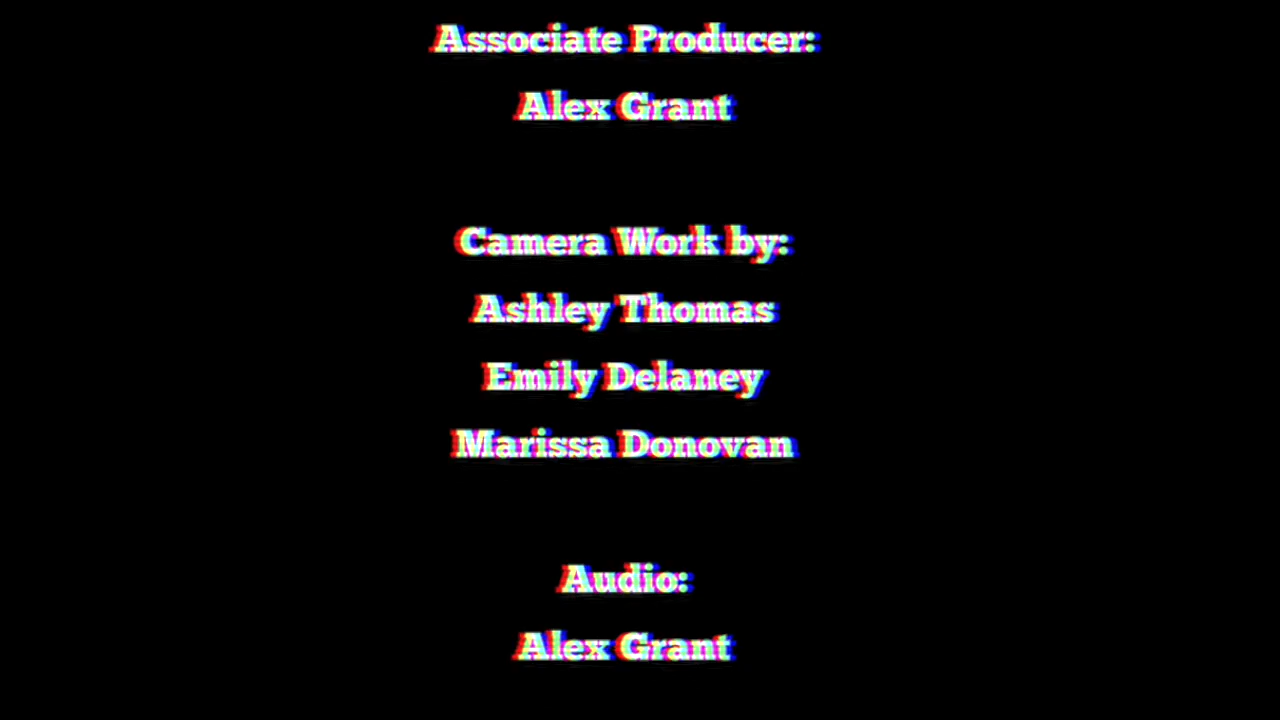 Associate Producer:
Alex Grant
Camera Work by:
Ashley Thomas
Emily Delaney
Marissa Donovan
Audio:
Alex Grant